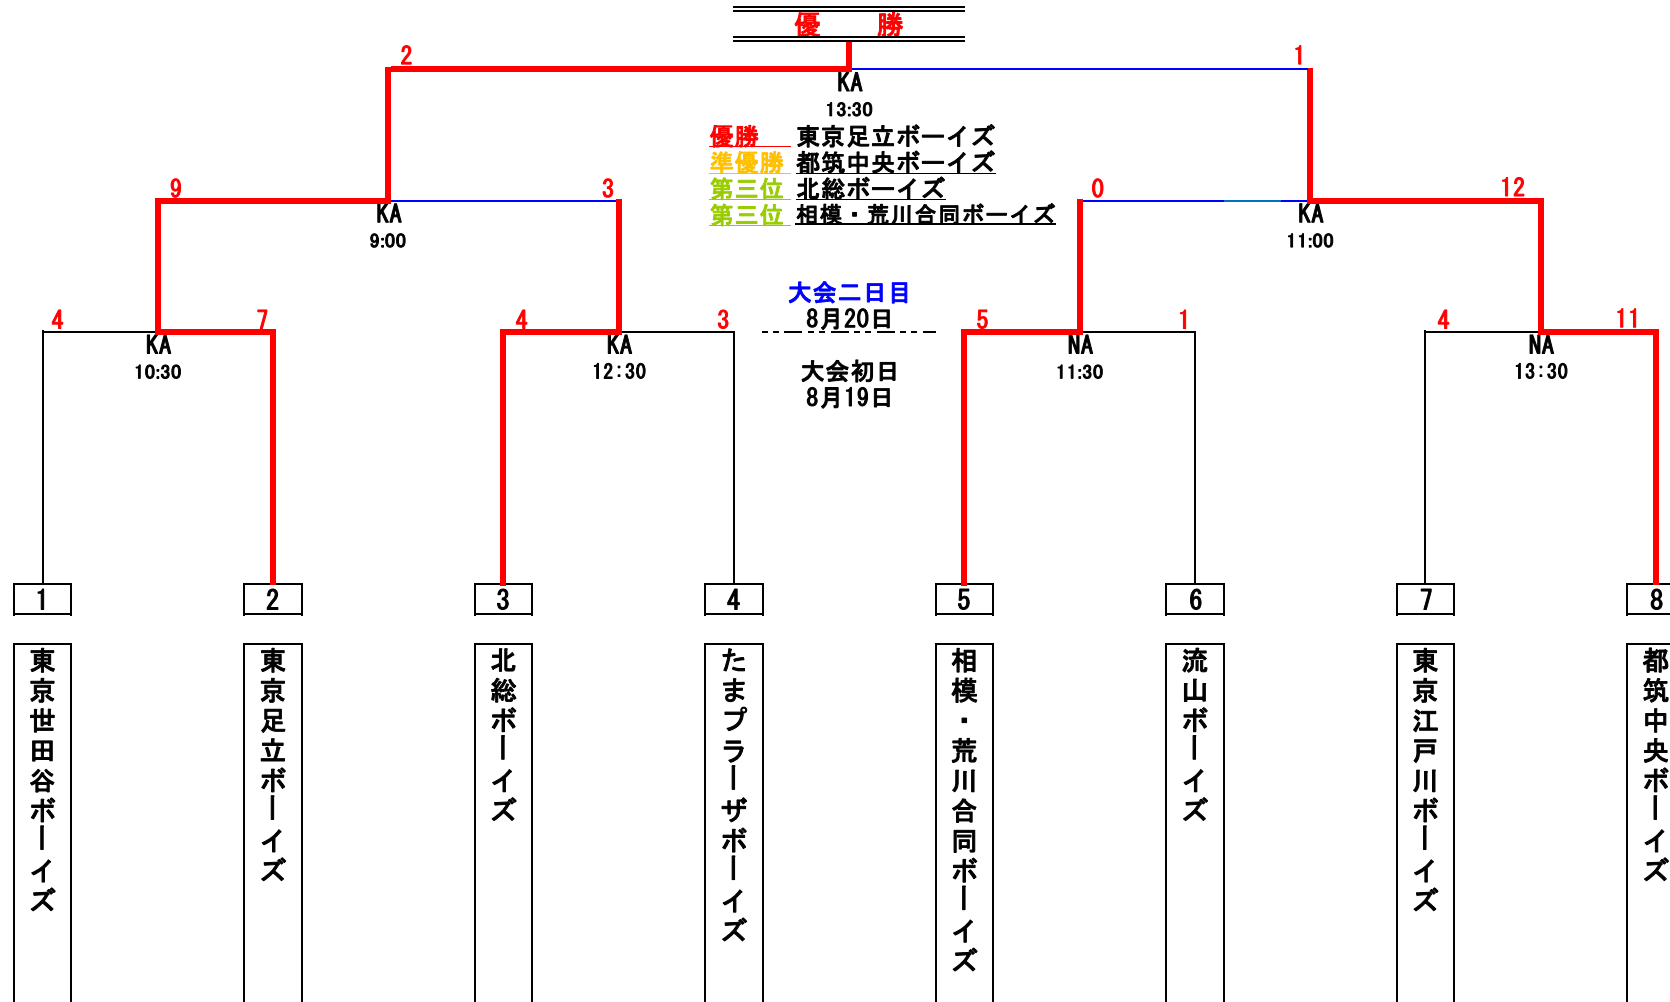 優 勝
2 1
KA
13:30
優勝 東京足立ボーイズ
準優勝 都筑中央ボーイズ
第三位 北総ボーイズ
第三位 相模・荒川合同ボーイズ
9 3 0 12
KA KA
9:00 11:00
大会二日目
8月20日
4 7 4 3 5 1 4 11
KA KA NA NA
10:30 12:30 11:30 13:30
大会初日
8月19日
1 2 3 4 5 6 7 8
東京世田谷ボーイズ
東京足立ボーイズ
北総ボーイズ
たまプラーザボーイズ
相模・荒川合同ボーイズ
流山ボーイズ
東京江戸川ボーイズ
都筑中央ボーイズ